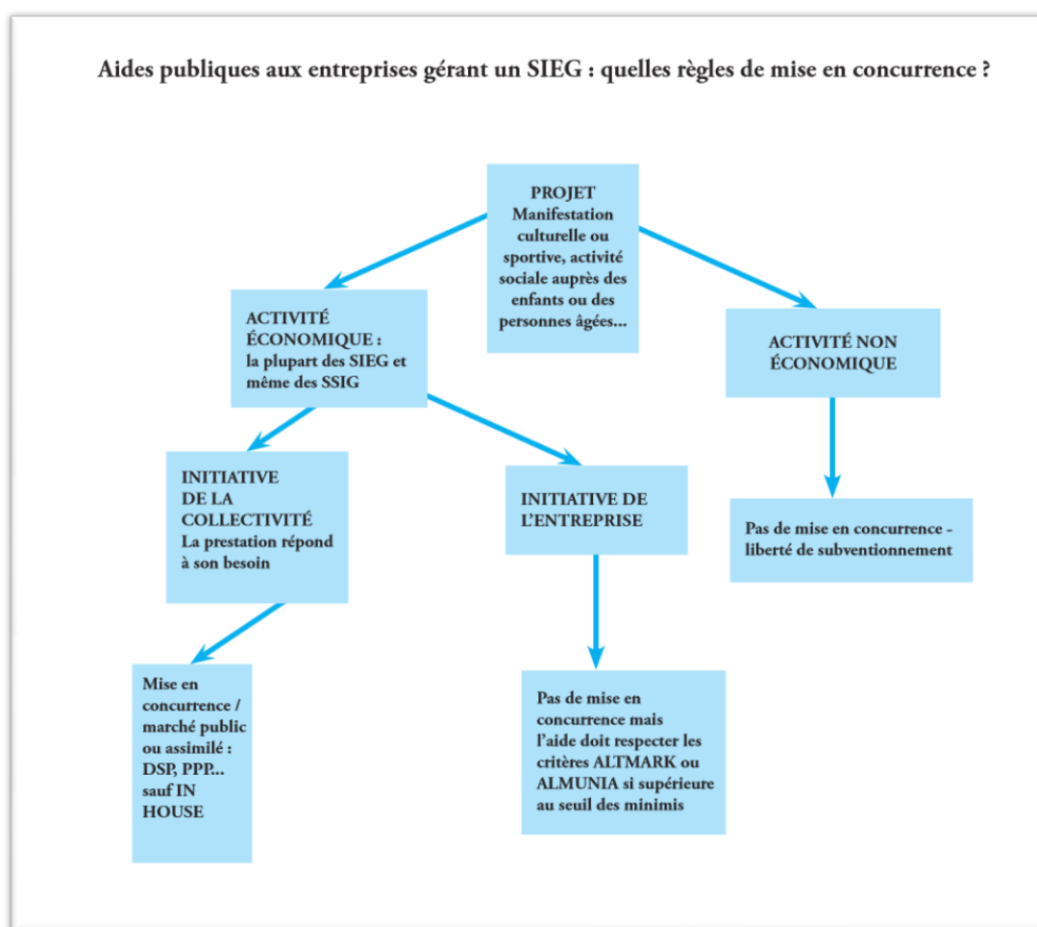 Aides publiques aux entreprises gérant un SIEG : quelles règles de mise en concurrence ?
PROJET
Manifestation
culturelle ou
sportive, activité
sociale auprès des
enfants ou des
personnes âgées...
ACTIVITÉ
ÉCONOMIQUE :
la plupart des SIEG et
même des SSIG
ACTIVITÉ NON
ÉCONOMIQUE
INITIATIVE
DE LA
COLLECTIVITÉ
La prestation répond
à son besoin
INITIATIVE DE
L'ENTREPRISE
Pas de mise en concurrence -
liberté de subventionnement
Mise en
concurrence /
marché public
ou assimilé :
DSP, PPP...
sauf IN
HOUSE
Pas de mise en
concurrence mais
l'aide doit respecter les
critères ALTMARK ou
ALMUNIA si supérieure
au seuil des minimis